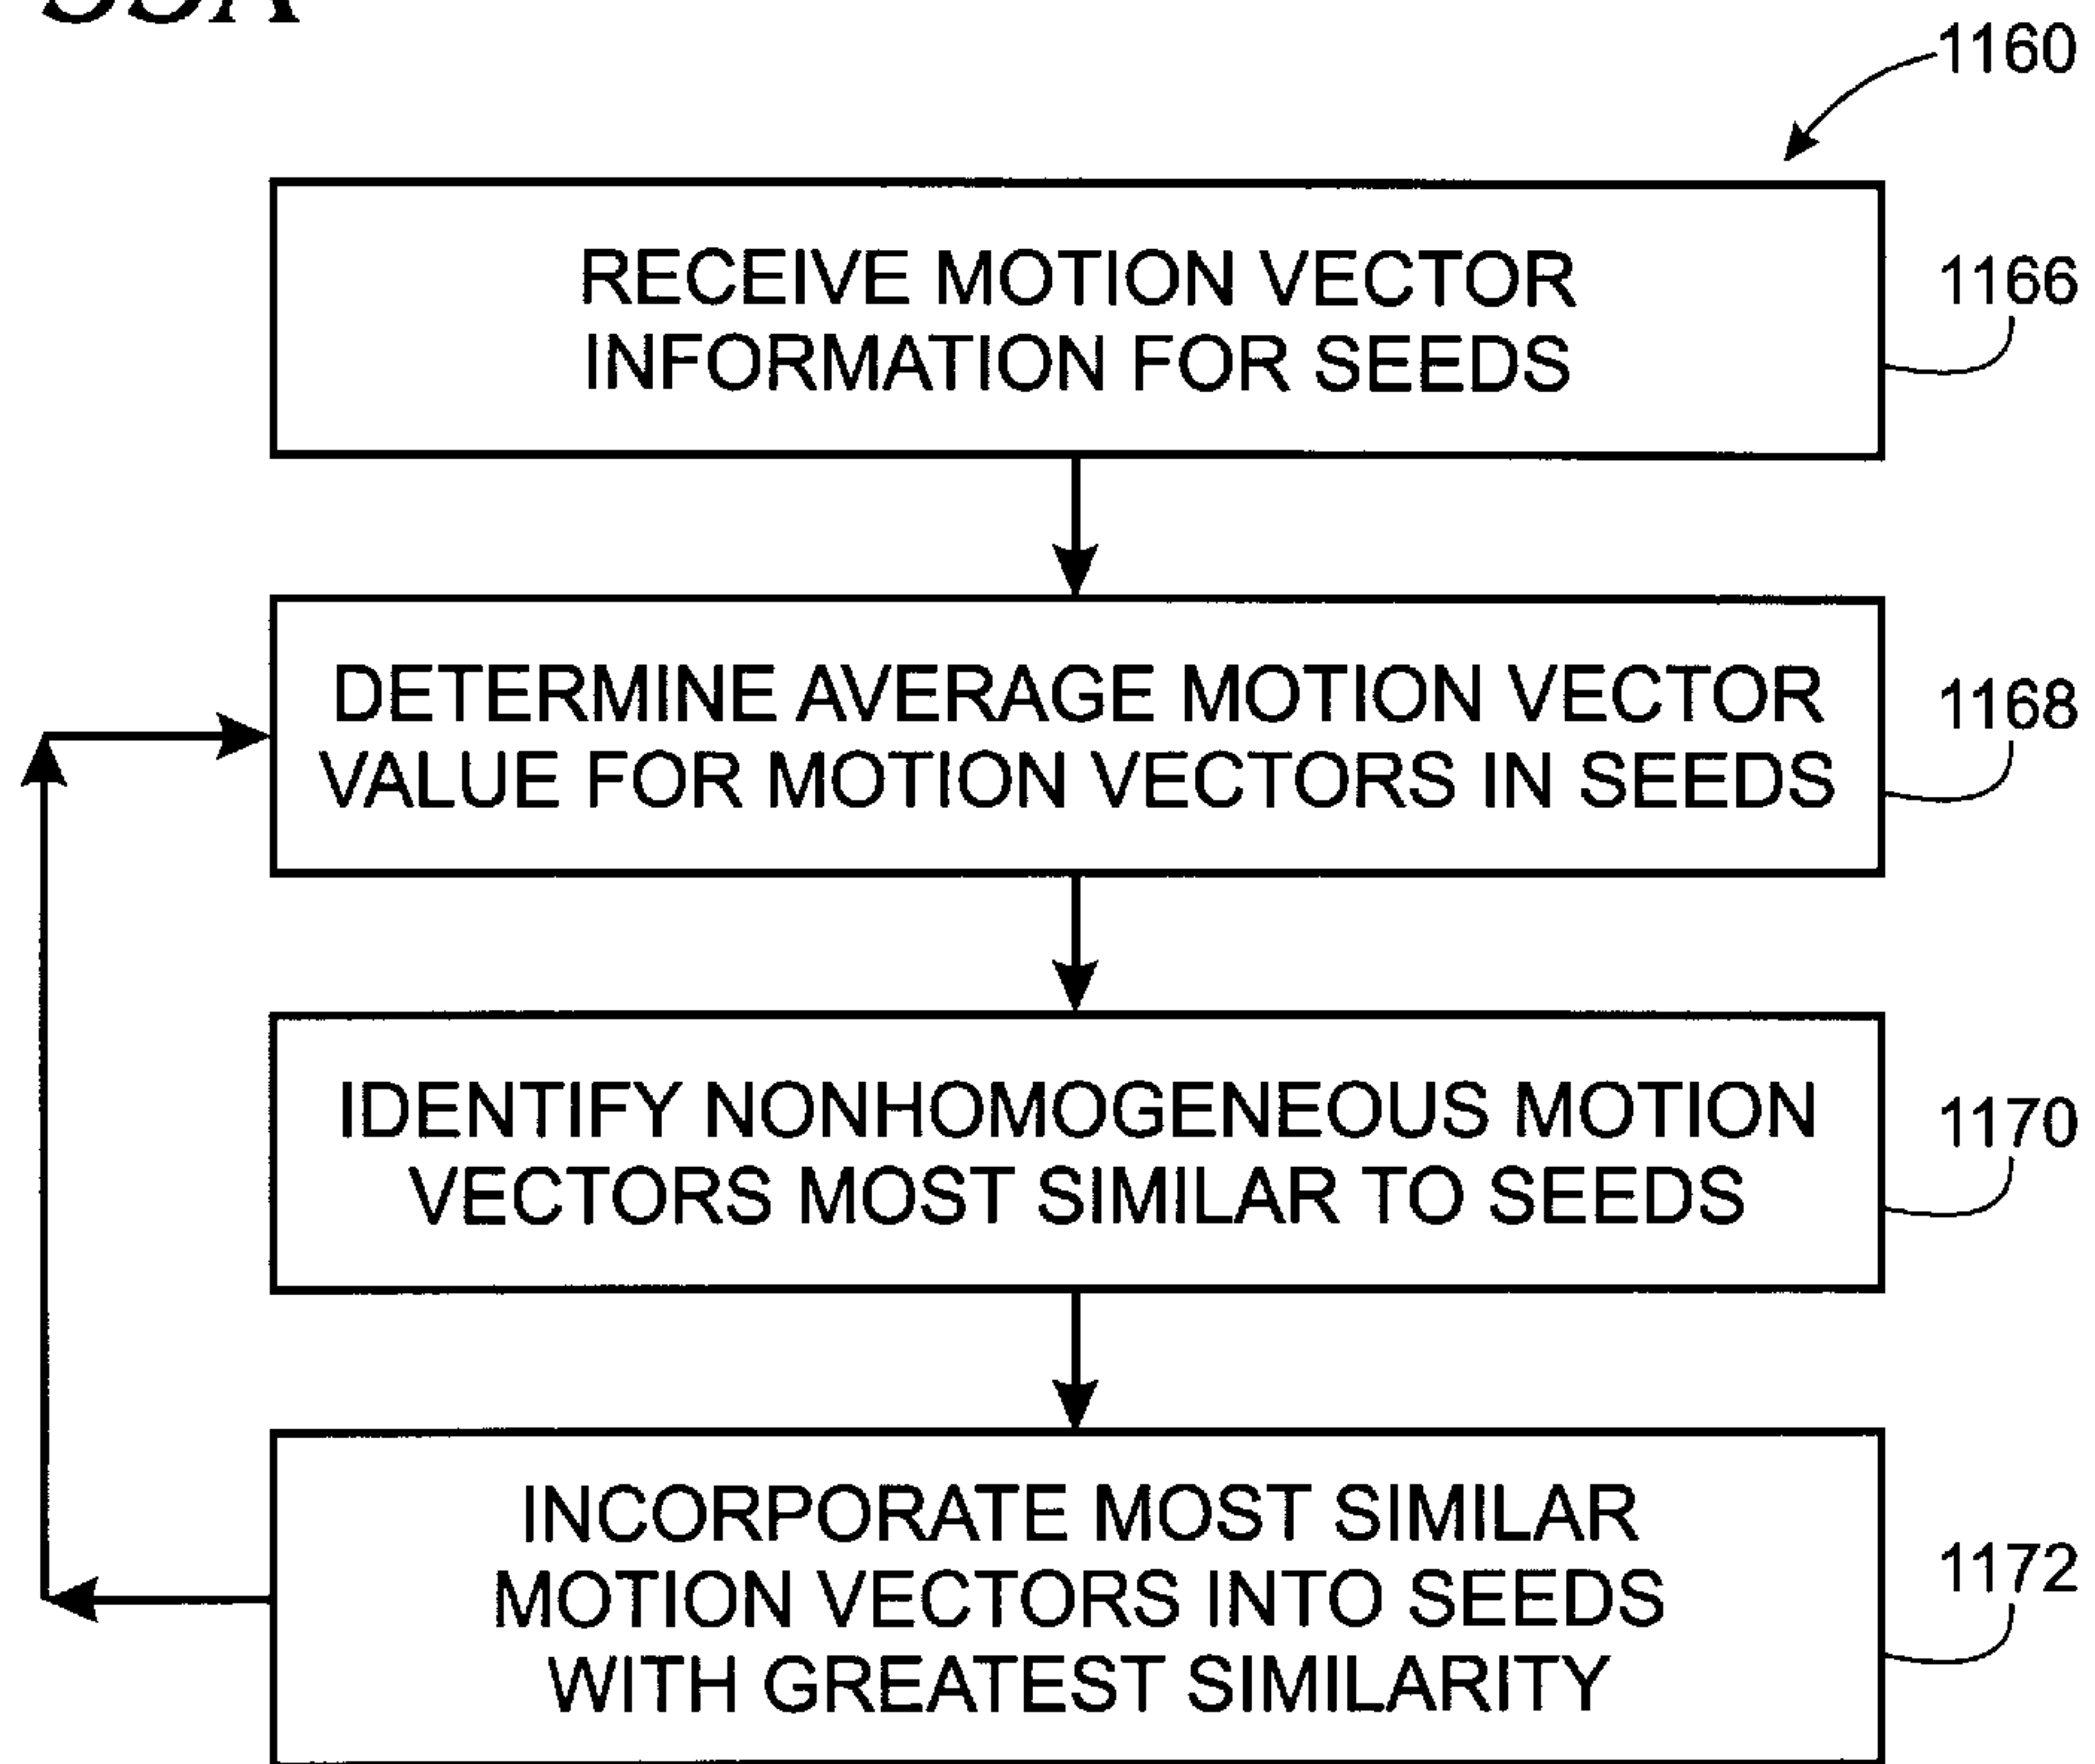 1160
RECEIVE MOTION VECTOR
INFORMATION FOR SEEDS
1166
DETERMINE AVERAGE MOTION VECTOR
VALUE FOR MOTION VECTORS IN SEEDS
1168
IDENTIFY NONHOMOGENEOUS MOTION
VECTORS MOST SIMILAR TO SEEDS
1170
INCORPORATE MOST SIMILAR
MOTION VECTORS INTO SEEDS
WITH GREATEST SIMILARITY
1172